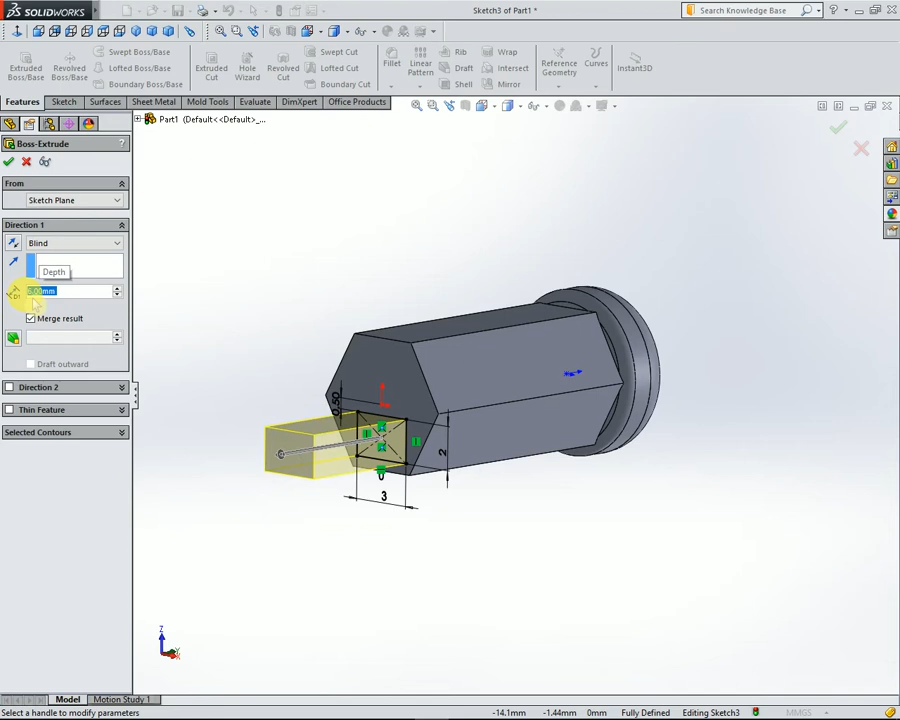 SOLIDWORKS
Sketch3 of Part1 *
Search Knowledge Base
Extruded Boss/Base
Revolved Boss/Base
Swept Boss/Base
Lofted Boss/Base
Boundary Boss/Base
Extruded Cut
Hole Wizard
Revolved Cut
Swept Cut
Lofted Cut
Boundary Cut
Fillet
Linear Pattern
Rib
Draft
Shell
Wrap
Intersect
Mirror
Reference Geometry
Curves
Instant3D
Features
Sketch
Surfaces
Sheet Metal
Mold Tools
Evaluate
DimXpert
Office Products
Part1 (Default<<Default>_...
Boss-Extrude
?
From
Sketch Plane
Direction 1
Blind
Depth
D1
Merge result
Draft outward
Direction 2
Thin Feature
Selected Contours
0.50
2
3
Z
Model
Motion Study 1
Select a handle to modify parameters
-14.1mm
-1.44mm
0mm
Fully Defined
Editing Sketch3
MMGS